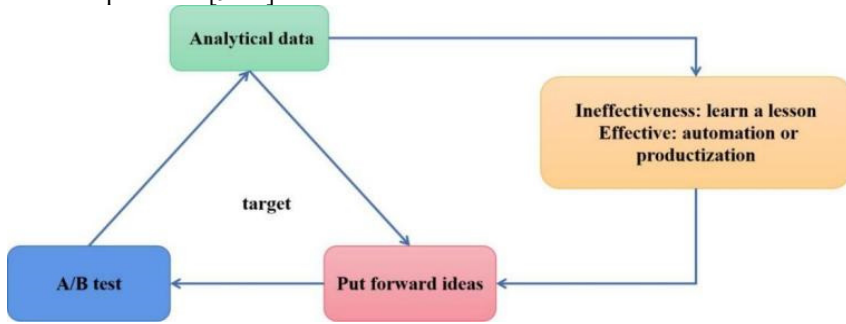 Analytical data
Ineffectiveness: learn a lesson
Effective: automation or
productization
target
A/B test
Put forward ideas